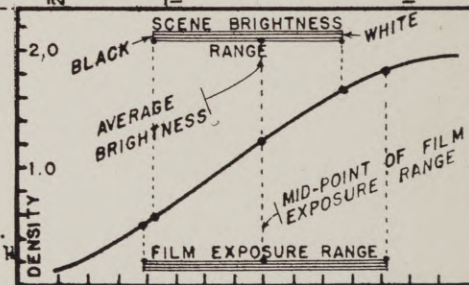 SCENE BRIGHTNESS
RANGE
BLACK
WHITE
2,0
AVERAGE
BRIGHTNESS
1.0
MID-POINT OF FILM
EXPOSURE RANGE
DENSITY
FILM EXPOSURE RANGE